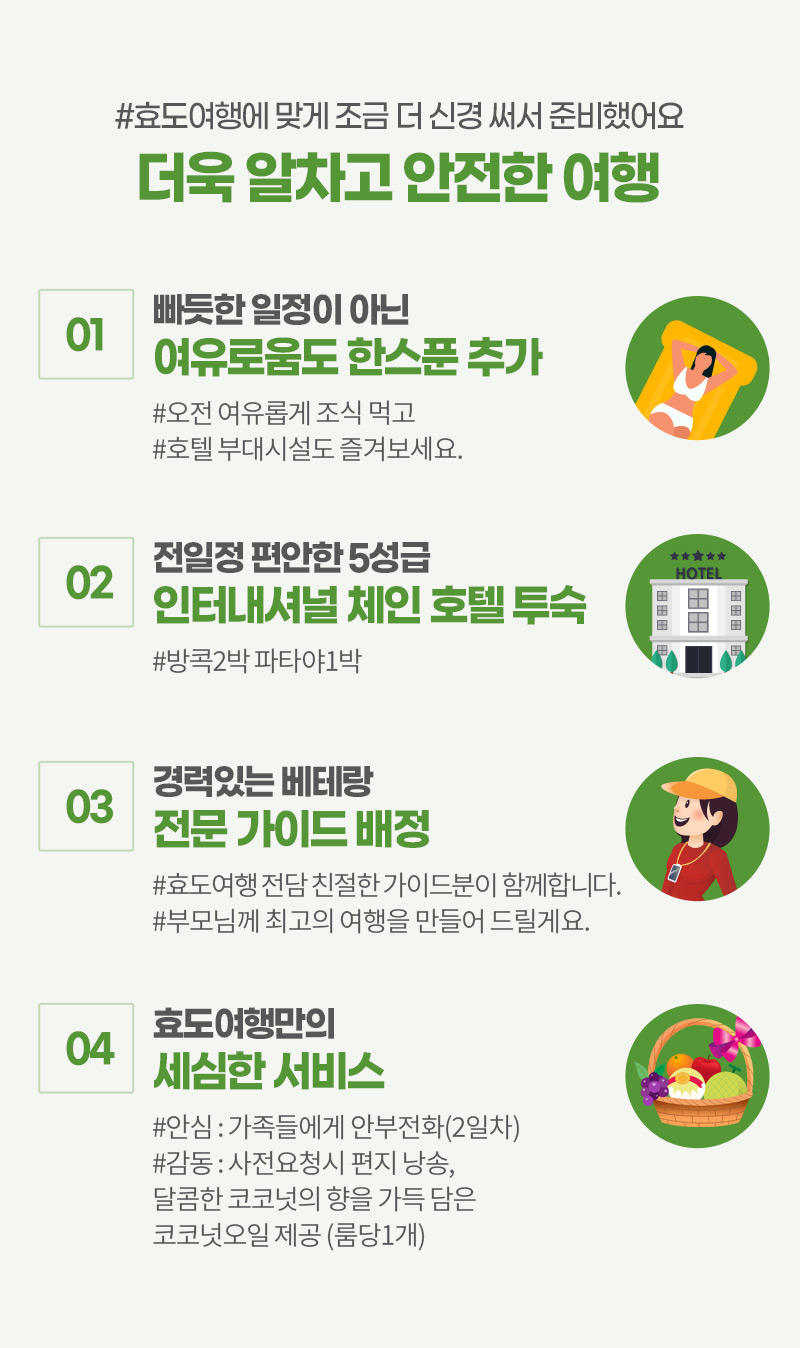 #효도여행에 맞게 조금 더 신경 써서 준비했어요
더욱 알차고 안전한 여행
01
빠듯한 일정이 아닌
여유로움도 한스푼 추가
#오전 여유롭게 조식 먹고
#호텔 부대시설도 즐겨보세요.
02
전일정 편안한 5성급
인터내셔널 체인 호텔 투숙
#방콕2박 파타야1박
HOTEL
03
경력있는 베테랑
전문 가이드 배정
#효도여행 전담 친절한 가이드분이 함께합니다.
#부모님께 최고의 여행을 만들어 드릴게요.
04
효도여행만의
세심한 서비스
#안심 : 가족들에게 안부전화(2일차)
#감동 : 사전요청시 편지 낭송,
달콤한 코코넛의 향을 가득 담은
코코넛오일 제공 (룸당1개)